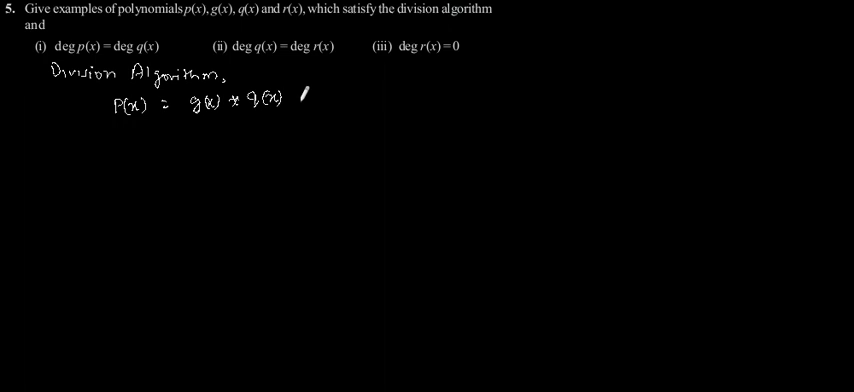 5. Give examples of polynomials p(x), g(x), q(x) and r(x), which satisfy the division algorithm
and
(i) deg p(x) = deg q(x) (ii) deg q(x) = deg r(x) (iii) deg r(x) = 0
Division Algorithm,
P(x) = g(x) * q(x)